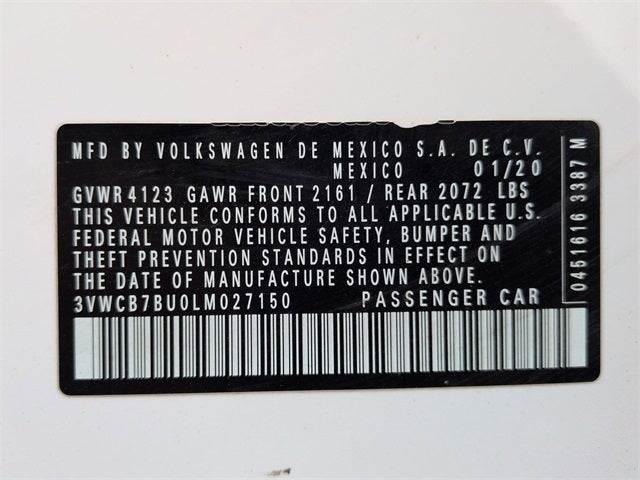 MFD BY VOLKSWAGEN DE MEXICO S.A. DE C.V.
MEXICO 01/20
GVWR 4123 GAWR FRONT 2161 / REAR 2072 LBS
THIS VEHICLE CONFORMS TO ALL APPLICABLE U.S.
FEDERAL MOTOR VEHICLE SAFETY, BUMPER AND
THEFT PREVENTION STANDARDS IN EFFECT ON
THE DATE OF MANUFACTURE SHOWN ABOVE.
3VWCB7BU0LM027150 PASSENGER CAR
0451616 3387 M